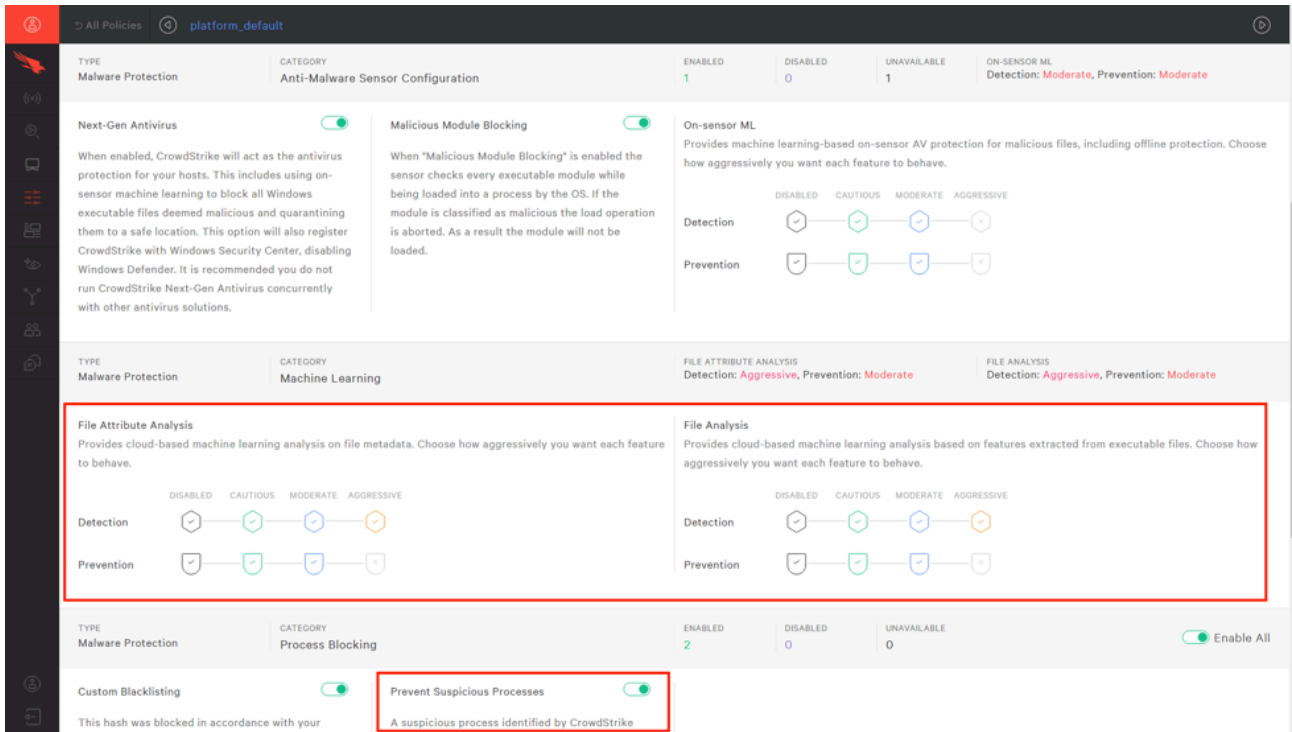 All Policies platform_default
TYPE CATEGORY ENABLED DISABLED UNAVAILABLE ON-SENSOR ML
Malware Protection Anti-Malware Sensor Configuration 1 0 1 Detection: Moderate, Prevention: Moderate
Next-Gen Antivirus
When enabled, CrowdStrike will act as the antivirus
protection for your hosts. This includes using on-
sensor machine learning to block all Windows
executable files deemed malicious and quarantining
them to a safe location. This option will also register
CrowdStrike with Windows Security Center, disabling
Windows Defender. It is recommended you do not
run CrowdStrike Next-Gen Antivirus concurrently
with other antivirus solutions.
Malicious Module Blocking
When "Malicious Module Blocking" is enabled the
sensor checks every executable module while
being loaded into a process by the OS. If the
module is classified as malicious the load operation
is aborted. As a result the module will not be
loaded.
On-sensor ML
Provides machine learning-based on-sensor AV protection for malicious files, including offline protection. Choose
how aggressively you want each feature to behave.
DISABLED CAUTIOUS MODERATE AGGRESSIVE
Detection
Prevention
TYPE CATEGORY FILE ATTRIBUTE ANALYSIS FILE ANALYSIS
Malware Protection Machine Learning Detection: Aggressive, Prevention: Moderate Detection: Aggressive, Prevention: Moderate
File Attribute Analysis
Provides cloud-based machine learning analysis on file metadata. Choose how aggressively you want each feature
to behave.
DISABLED CAUTIOUS MODERATE AGGRESSIVE
Detection
Prevention
File Analysis
Provides cloud-based machine learning analysis based on features extracted from executable files. Choose how
aggressively you want each feature to behave.
DISABLED CAUTIOUS MODERATE AGGRESSIVE
Detection
Prevention
TYPE CATEGORY ENABLED DISABLED UNAVAILABLE
Malware Protection Process Blocking 2 0 0 Enable All
Custom Blacklisting
This hash was blocked in accordance with your
Prevent Suspicious Processes
A suspicious process identified by CrowdStrike